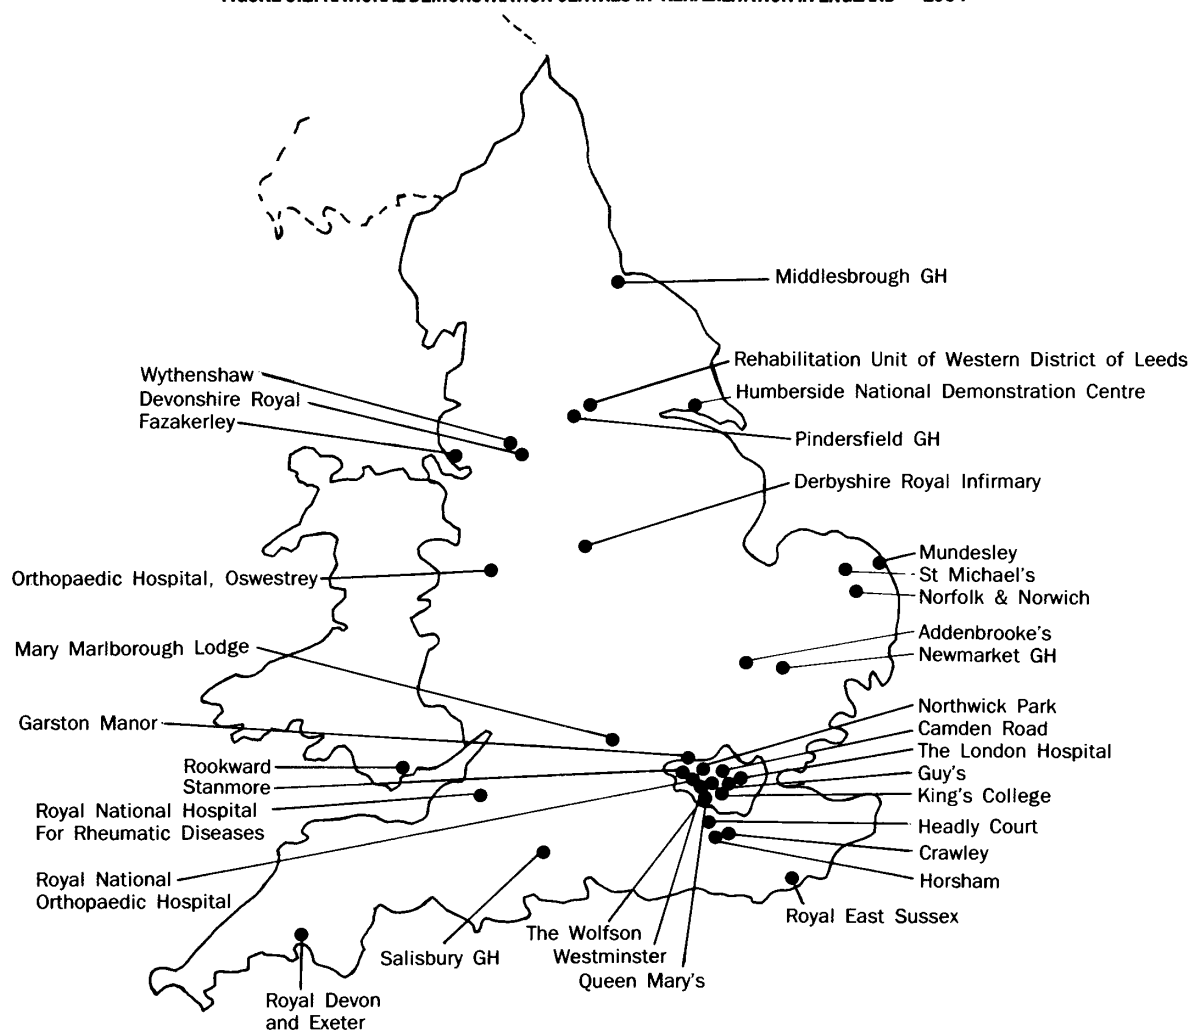 Middlesbrough GH
Rehabilitation Unit of Western District of Leeds
Humberside National Demonstration Centre
Pindersfield GH
Derbyshire Royal Infirmary
Wythenshaw
Devonshire Royal
Fazakerley
Orthopaedic Hospital, Oswestrey
Mary Marlborough Lodge
Garston Manor
Rookward
Stanmore
Royal National Hospital
For Rheumatic Diseases
Royal National
Orthopaedic Hospital
Mundesley
St Michael's
Norfolk & Norwich
Addenbrooke's
Newmarket GH
Northwick Park
Camden Road
The London Hospital
Guy's
King's College
Headly Court
Crawley
Horsham
Royal East Sussex
The Wolfson
Westminster
Queen Mary's
Salisbury GH
Royal Devon
and Exeter